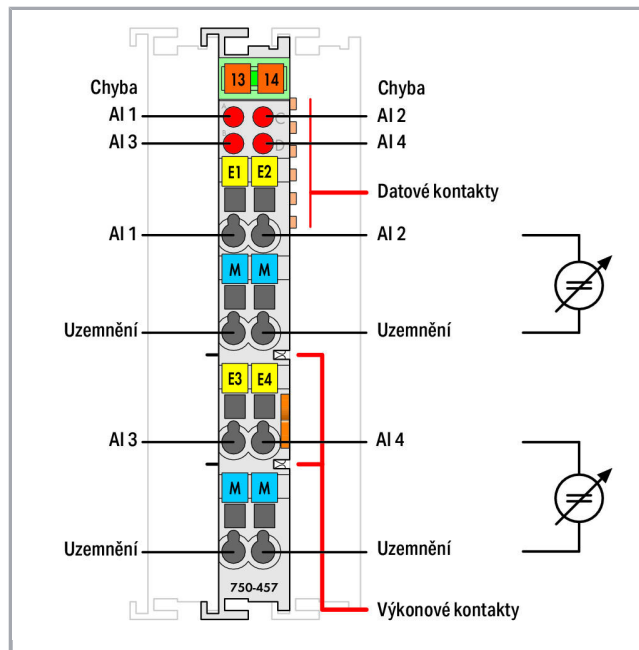 13 14
Chyba Chyba
AI 1 A C AI 2
AI 3 B D AI 4
E1 E2
Datové kontakty
AI 1 AI 2
M M
Uzemnění Uzemnění
E3 E4
AI 3 AI 4
M M
Uzemnění Uzemnění
750-457
Výkonové kontakty